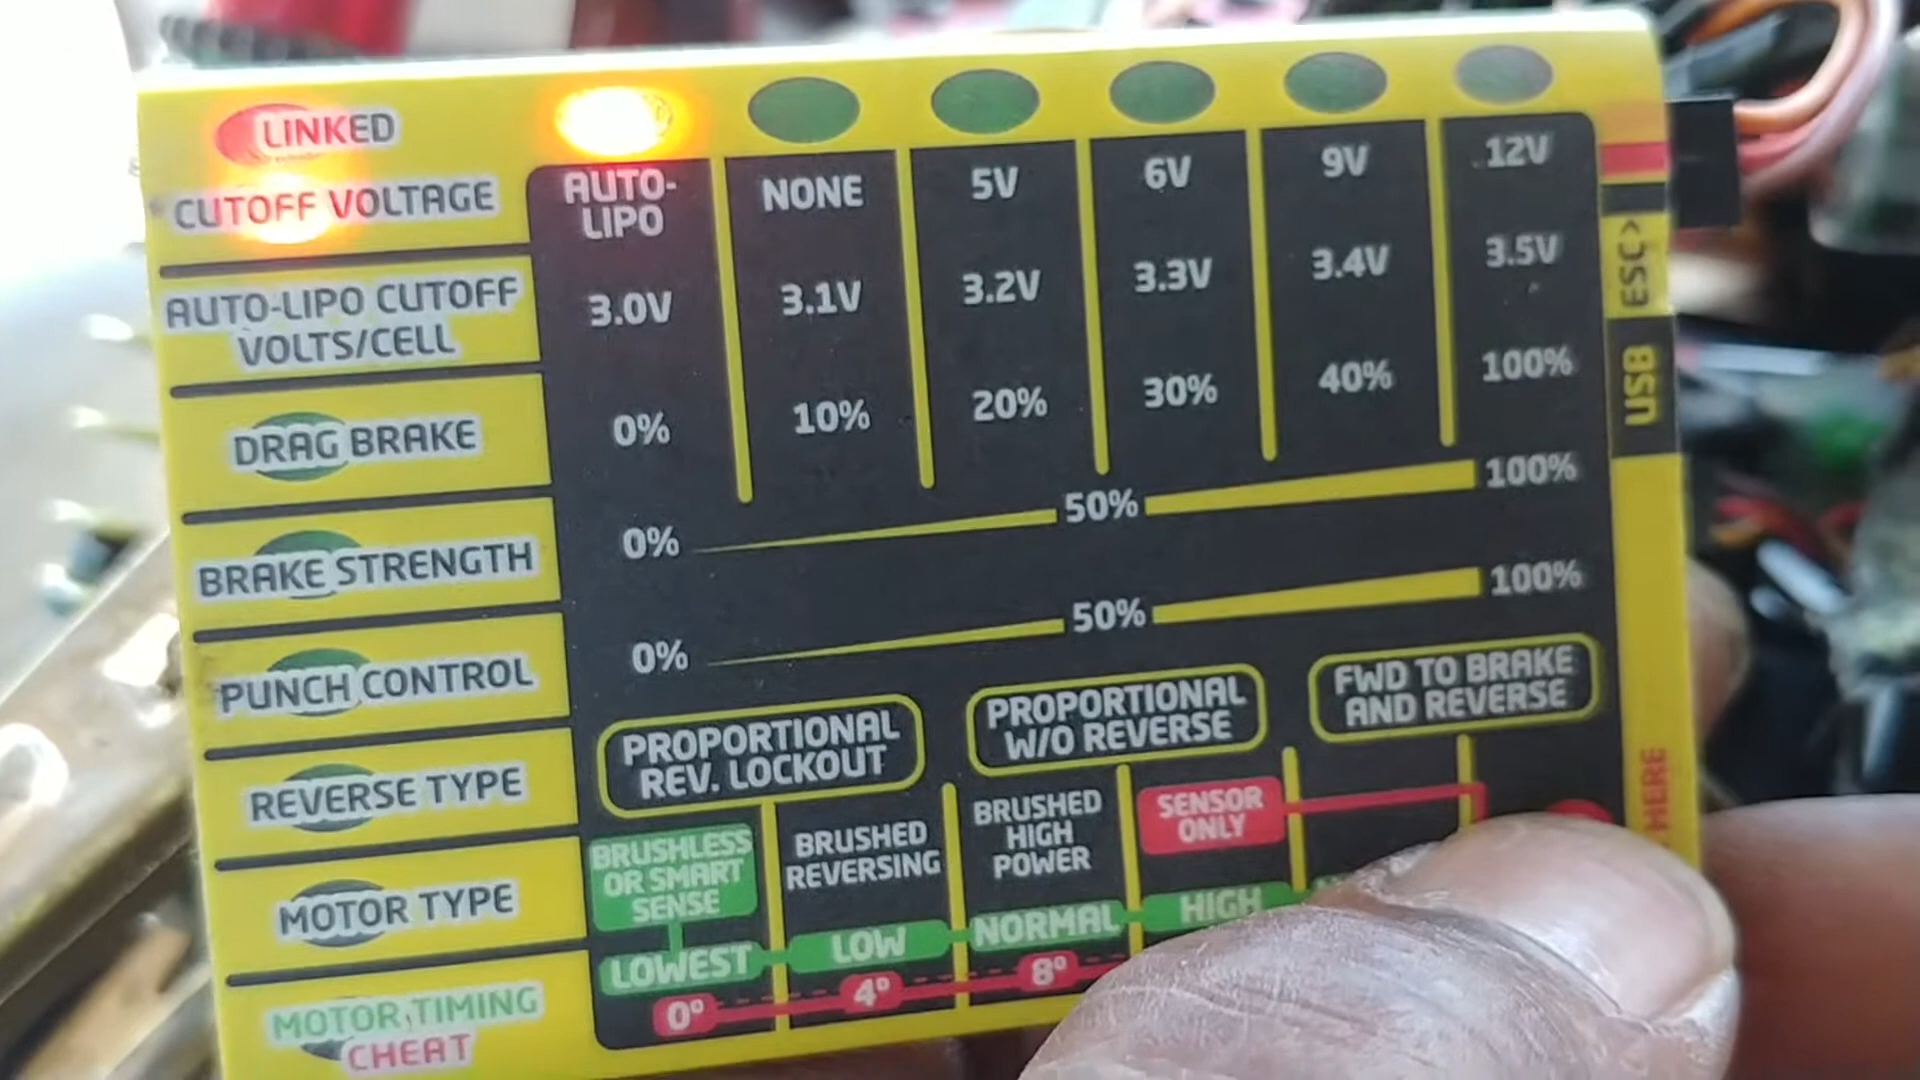 LINKED
CUTOFF VOLTAGE
AUTO-
LIPO
NONE
5V
6V
9V
12V
AUTO-LIPO CUTOFF
VOLTS/CELL
3.0V
3.1V
3.2V
3.3V
3.4V
3.5V
DRAG BRAKE
0%
10%
20%
30%
40%
100%
BRAKE STRENGTH
0%
50%
100%
PUNCH CONTROL
0%
50%
100%
REVERSE TYPE
PROPORTIONAL
REV. LOCKOUT
PROPORTIONAL
W/O REVERSE
FWD TO BRAKE
AND REVERSE
MOTOR TYPE
BRUSHLESS
OR SMART
SENSE
BRUSHED
REVERSING
BRUSHED
HIGH
POWER
SENSOR
ONLY
MOTOR TIMING
CHEAT
LOWEST
LOW
NORMAL
HIGH
0°
4°
8°
ESC>
USB
HERE